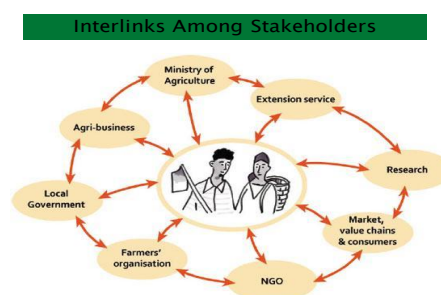 Interlinks Among Stakeholders
Ministry of
Agriculture
Extension service
Agri-business
Research
Local
Government
Market,
value chains
& consumers
Farmers'
organisation
NGO